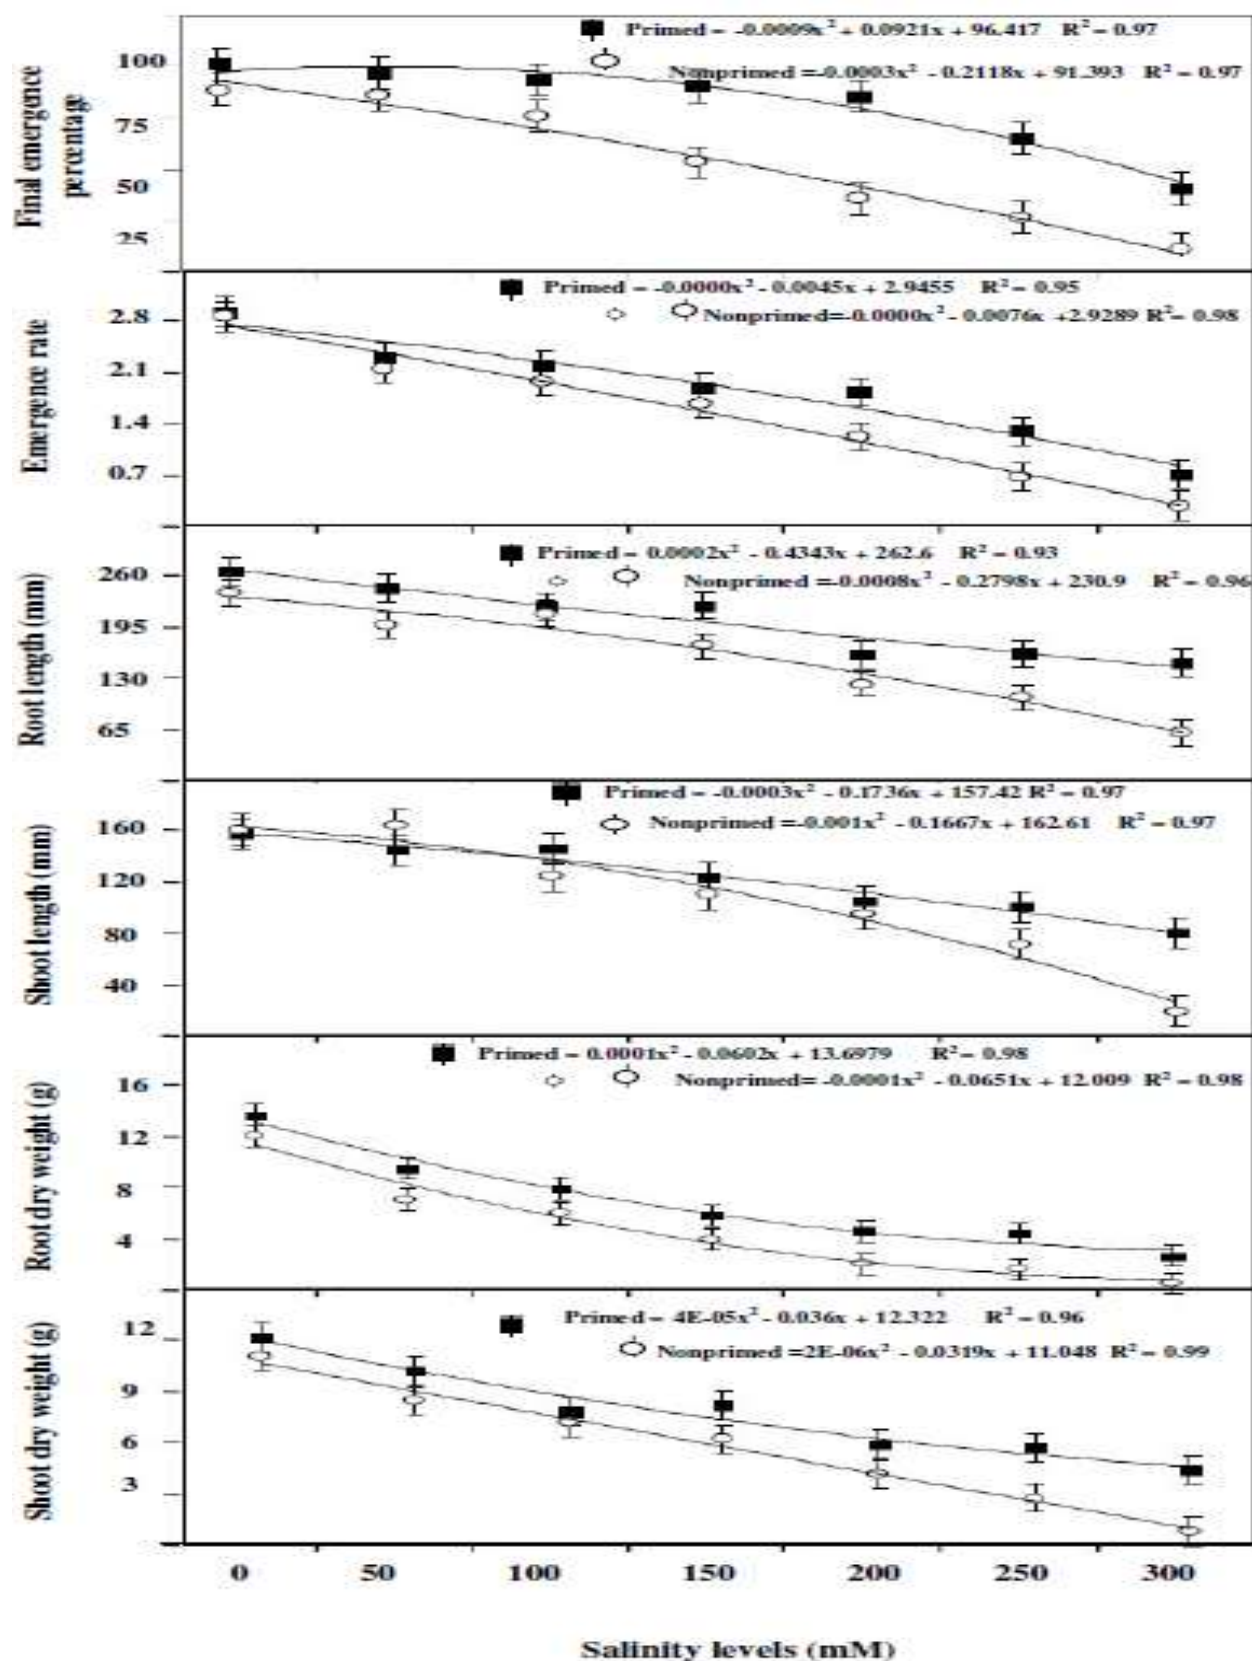 Primed = -0.0009x² + 0.0921x + 96.417 R² = 0.97
Nonprimed =-0.0003x² - 0.2118x + 91.393 R² = 0.97
Final emergence
percentage
100
75
50
25
Primed = -0.0000x² - 0.0045x + 2.9455 R² = 0.95
Nonprimed=-0.0000x² - 0.0076x +2.9289 R² = 0.98
Emergence rate
2.8
2.1
1.4
0.7
Primed = 0.0002x² - 0.4343x + 262.6 R² = 0.93
Nonprimed =-0.0008x² - 0.2798x + 230.9 R² = 0.96
Root length (mm)
260
195
130
65
Primed = -0.0003x² - 0.1736x + 157.42 R² = 0.97
Nonprimed =-0.001x² - 0.1667x + 162.61 R² = 0.97
Shoot length (mm)
160
120
80
40
Primed = 0.0001x² - 0.0602x + 13.6979 R² = 0.98
Nonprimed= -0.0001x² - 0.0651x + 12.009 R² = 0.98
Root dry weight (g)
16
12
8
4
Primed = 4E-05x² - 0.036x + 12.322 R² = 0.96
Nonprimed =2E-06x² - 0.0319x + 11.048 R² = 0.99
Shoot dry weight (g)
12
9
6
3
0 50 100 150 200 250 300
Salinity levels (mM)